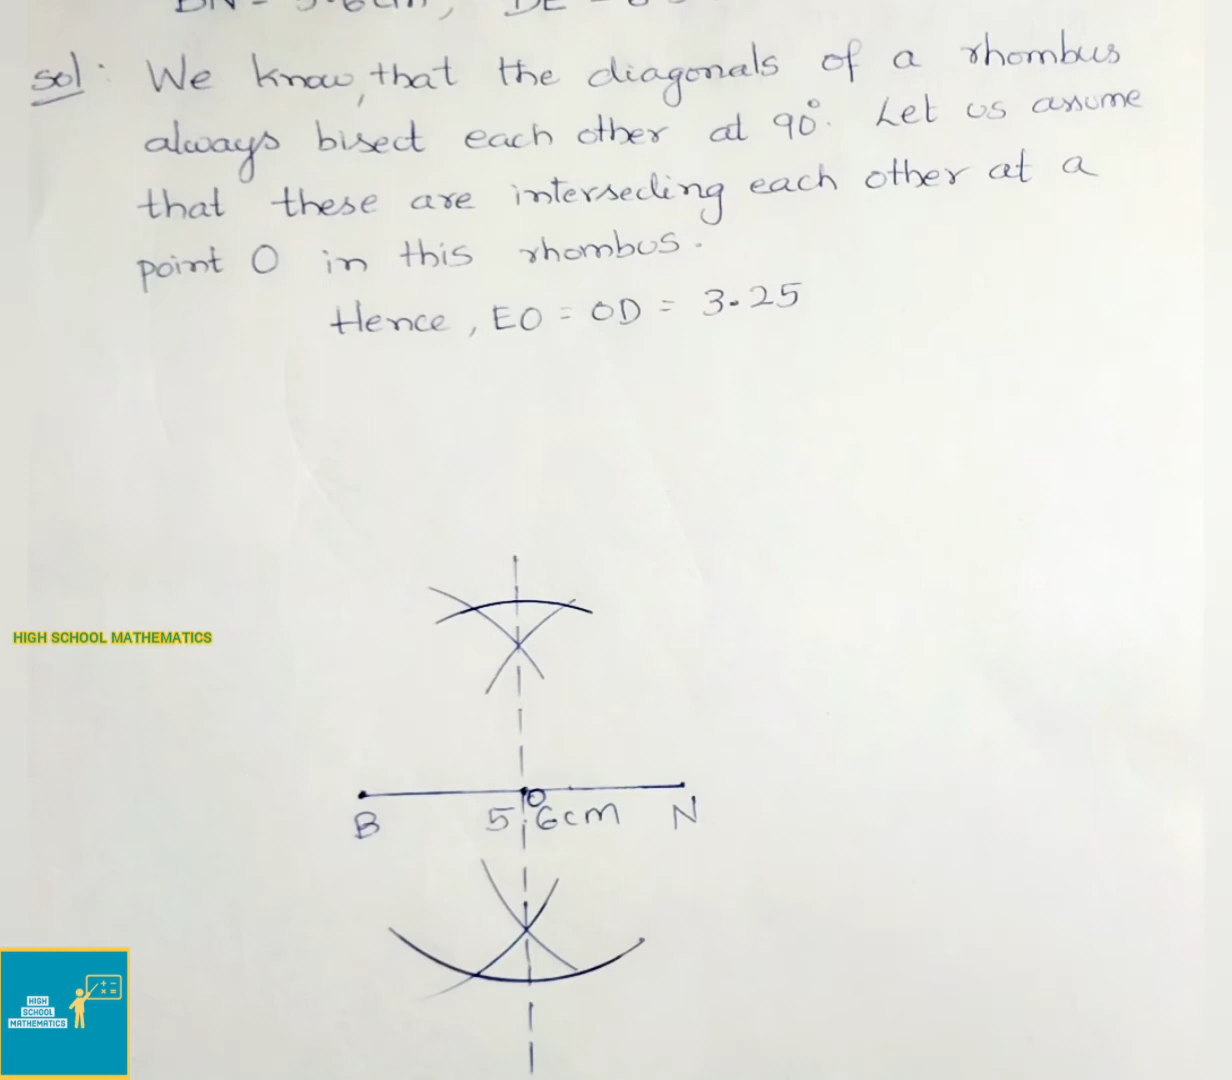 sol: We know, that the diagonals of a rhombus
always bisect each other at 90°. Let us assume
that these are intersecting each other at a
point O in this rhombus.
Hence, EO = OD = 3.25
HIGH SCHOOL MATHEMATICS
O
B 5.6cm N
HIGH
SCHOOL
MATHEMATICS